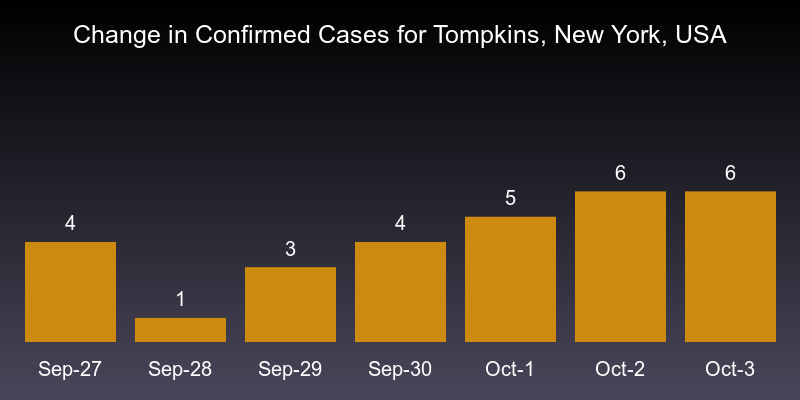 Change in Confirmed Cases for Tompkins, New York, USA
4 1 3 4 5 6 6
Sep-27 Sep-28 Sep-29 Sep-30 Oct-1 Oct-2 Oct-3